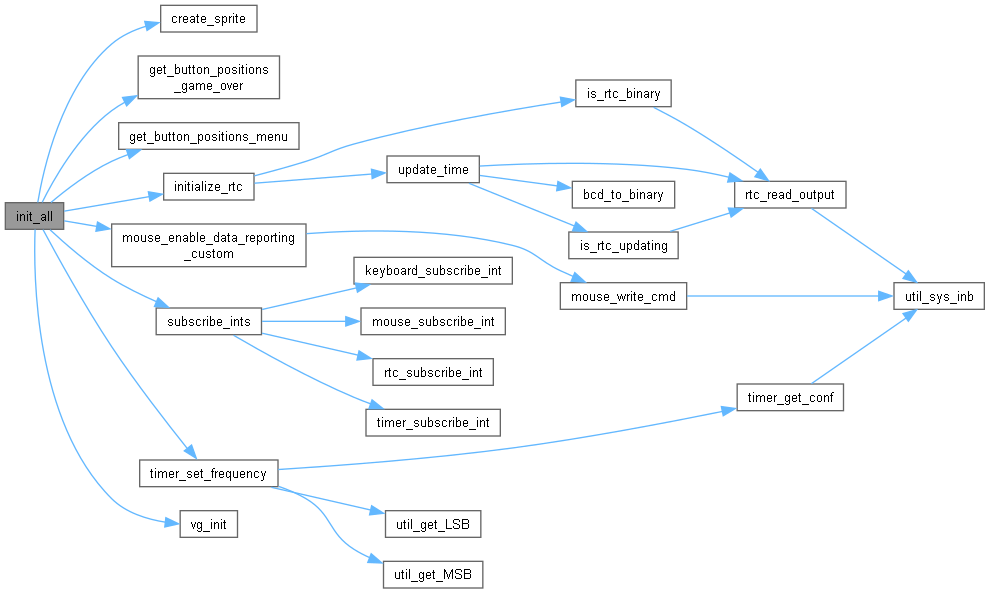 create_sprite
get_button_positions
_game_over
is_rtc_binary
get_button_positions_menu
update_time
initialize_rtc
bcd_to_binary
rtc_read_output
init_all
mouse_enable_data_reporting
_custom
is_rtc_updating
keyboard_subscribe_int
mouse_write_cmd
util_sys_inb
subscribe_ints
mouse_subscribe_int
rtc_subscribe_int
timer_get_conf
timer_subscribe_int
timer_set_frequency
vg_init
util_get_LSB
util_get_MSB